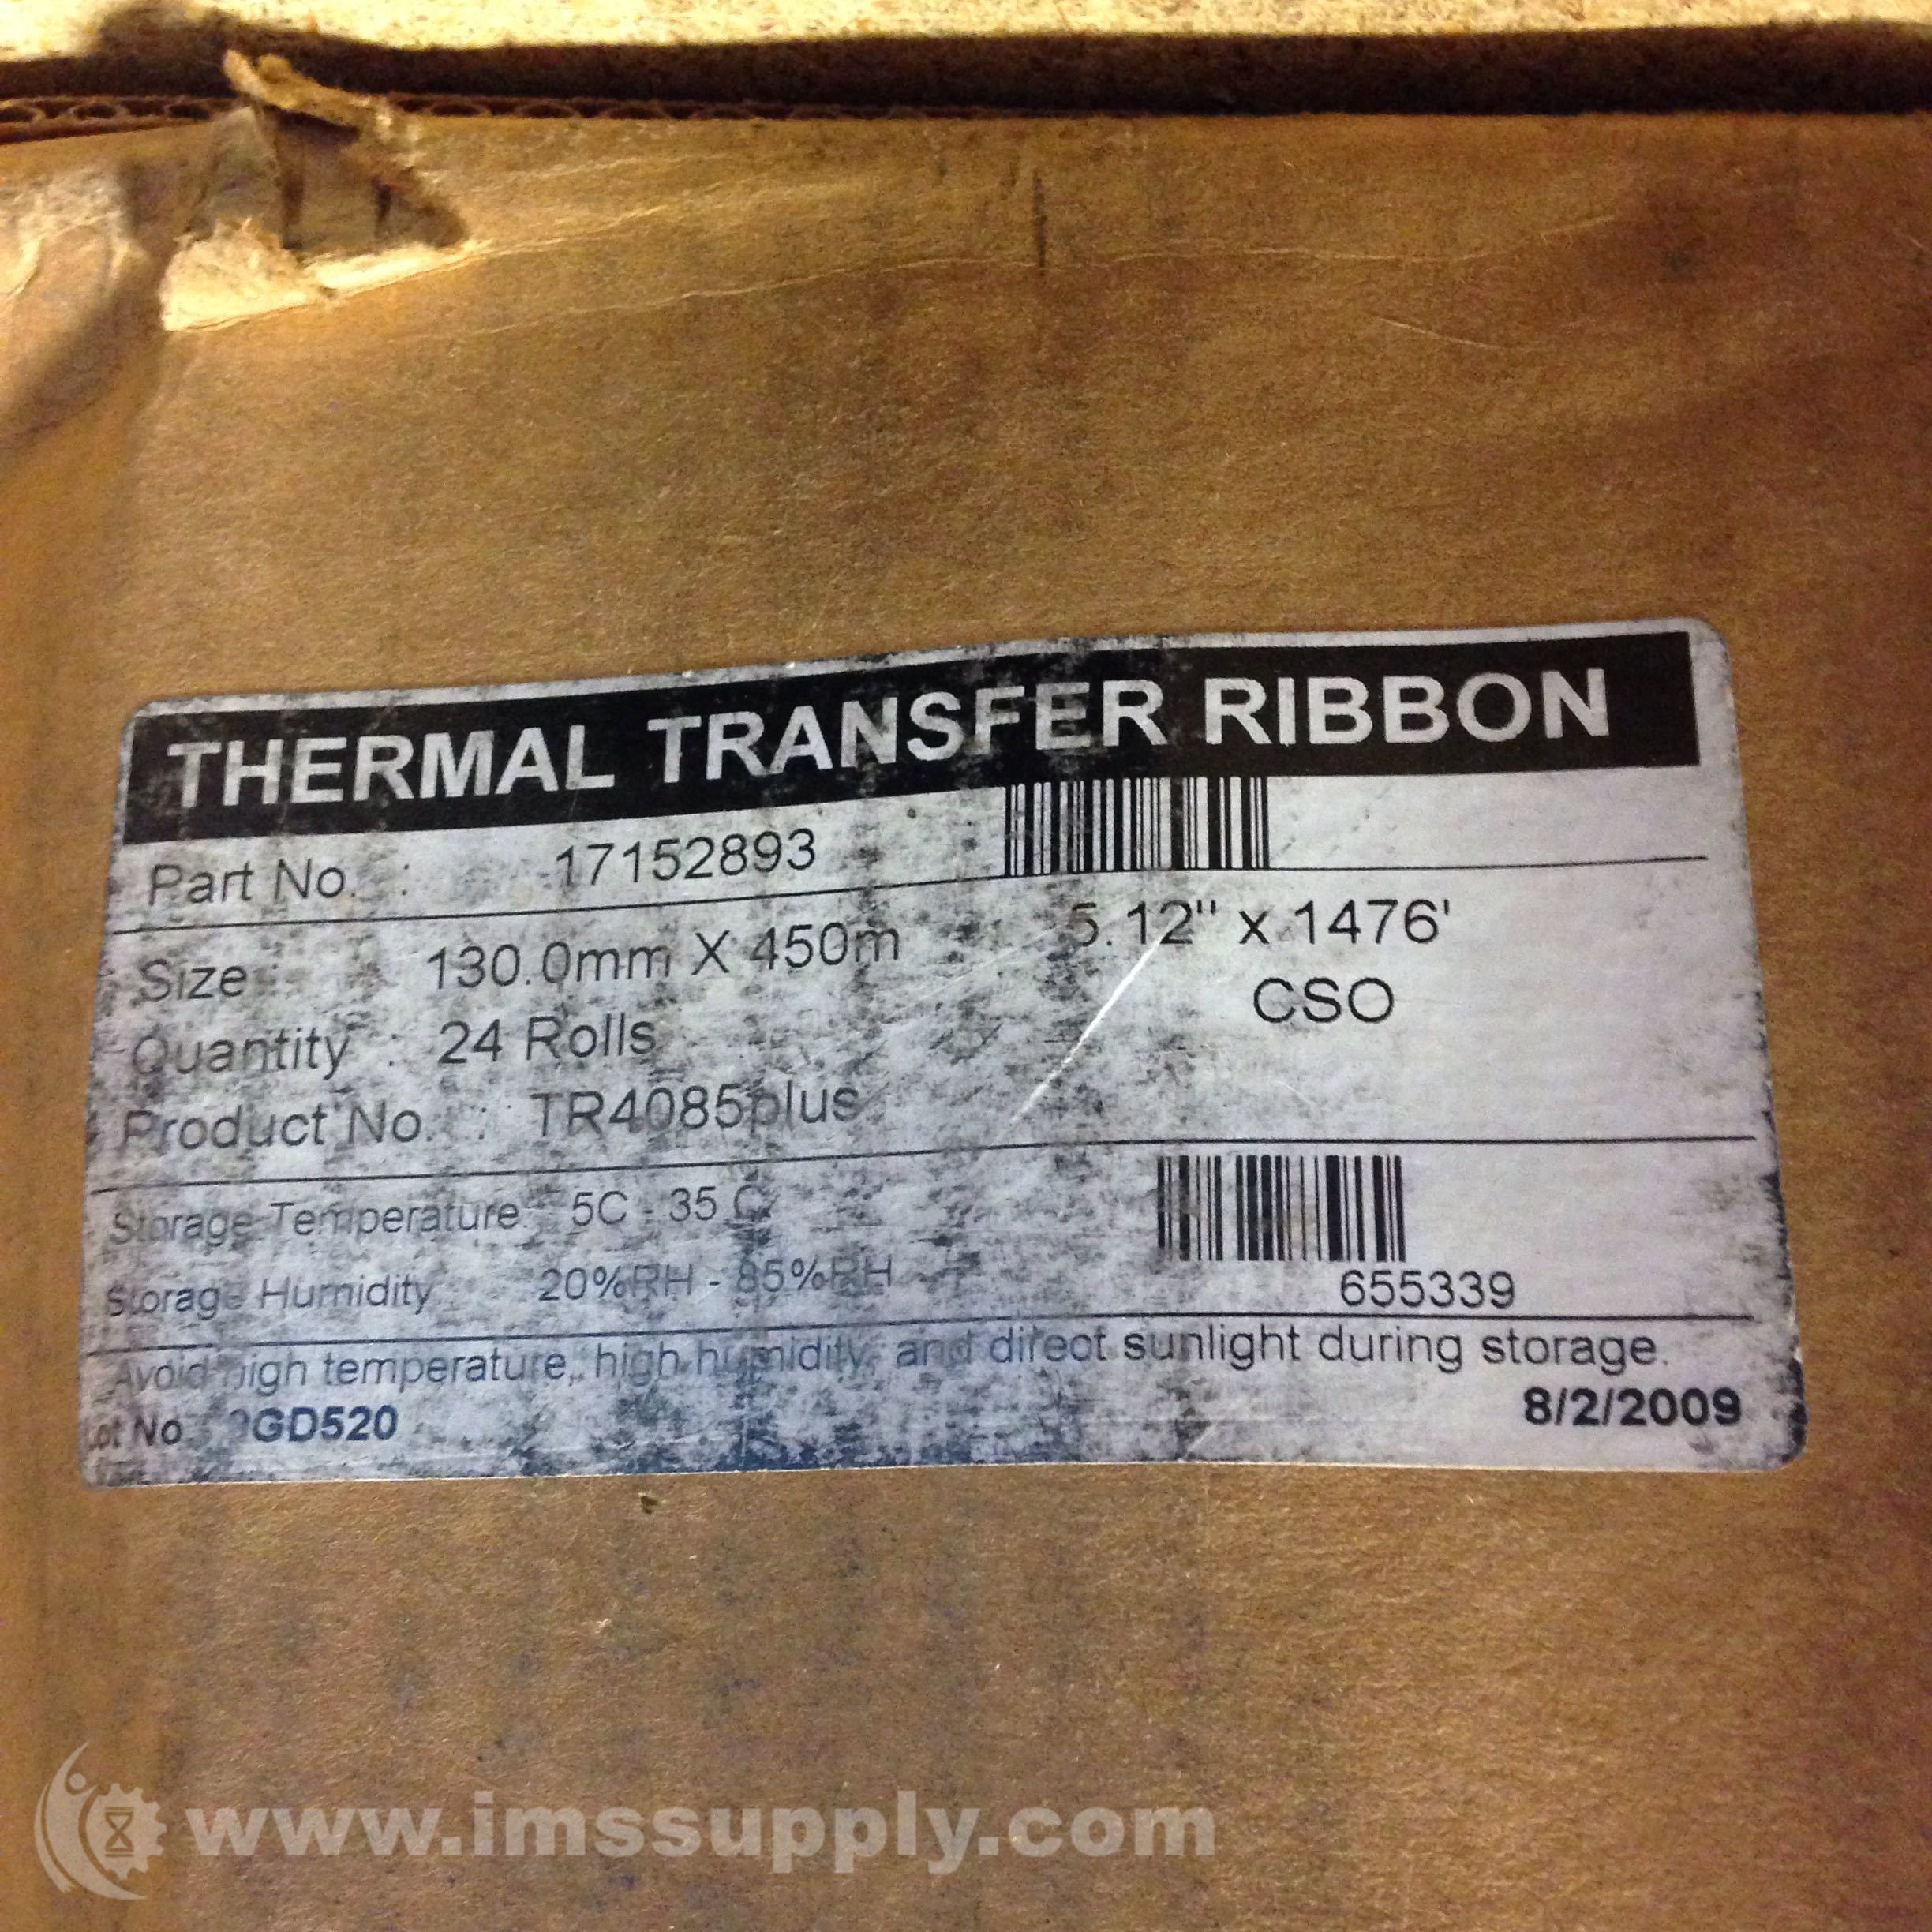 THERMAL TRANSFER RIBBON
Part No. : 17152893
Size : 130.0mm X 450m 5.12" x 1476'
CSO
Quantity : 24 Rolls
Product No. : TR4085plus
Storage Temperature: 5C - 35 C
Storage Humidity 20%RH - 85%RH
655339
Avoid high temperature, high humidity, and direct sunlight during storage.
8/2/2009
Lot No
www.imssupply.com